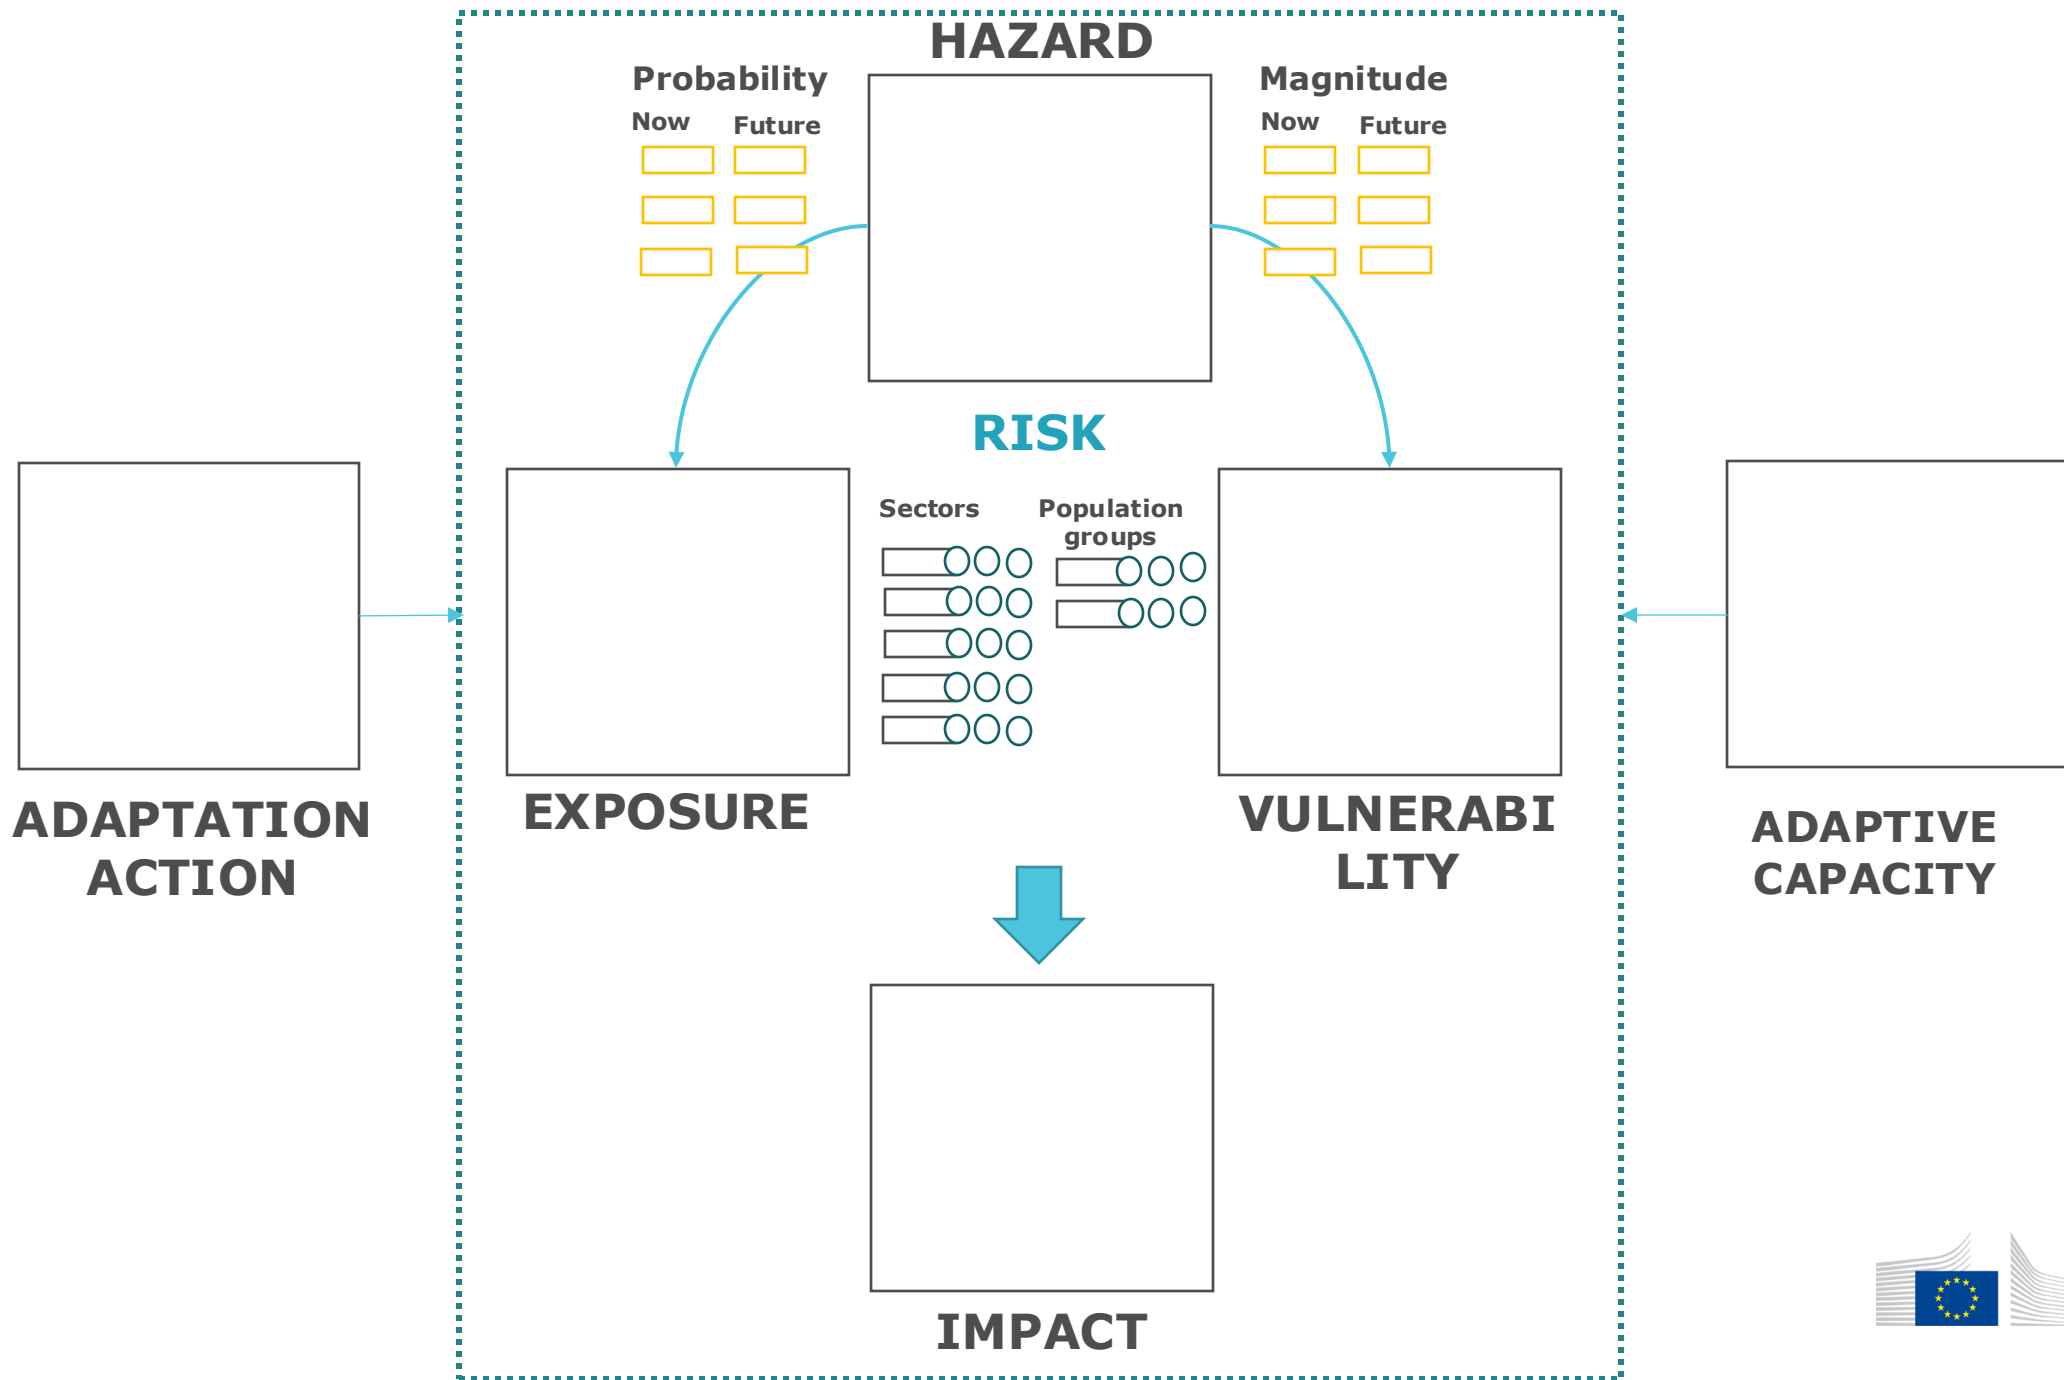 HAZARD
Probability
Magnitude
Now
Future
Now
Future
RISK
Sectors
Population
groups
EXPOSURE
VULNERABI
LITY
ADAPTATION
ACTION
ADAPTIVE
CAPACITY
IMPACT